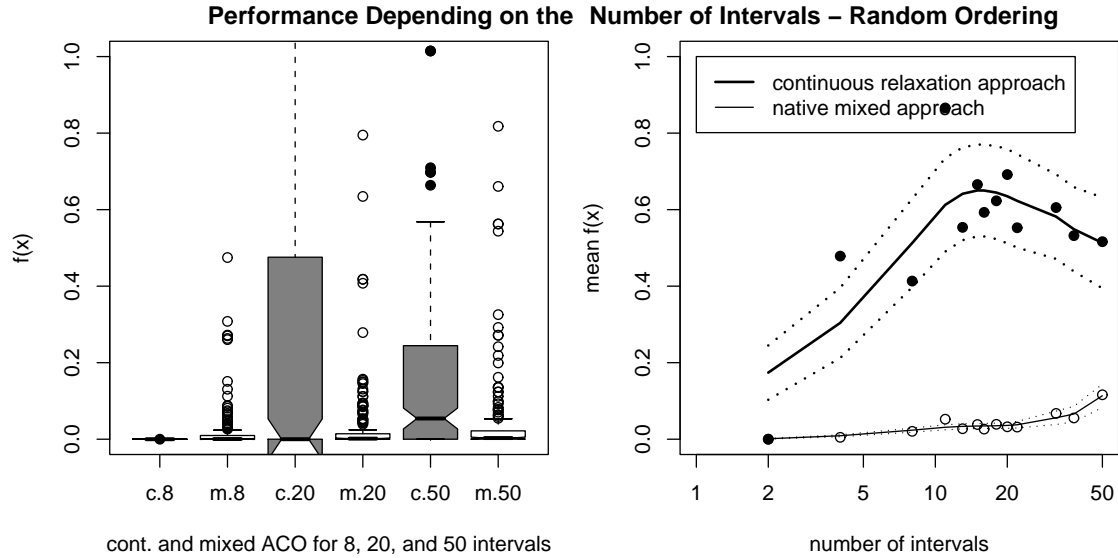 Performance Depending on the Number of Intervals – Random Ordering
f(x)
1.0
0.8
0.6
0.4
0.2
0.0
c.8 m.8 c.20 m.20 c.50 m.50
cont. and mixed ACO for 8, 20, and 50 intervals
mean f(x)
1.0
0.8
0.6
0.4
0.2
0.0
continuous relaxation approach
native mixed approach
1 2 5 10 20 50
number of intervals